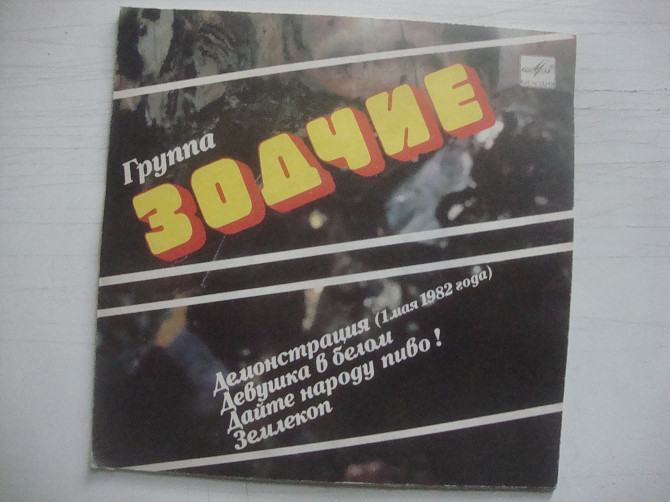 Группа
ЗОДЧИЕ
Демонстрация (1 мая 1982 года)
Девушка в белом
Дайте народу пиво!
Землекоп